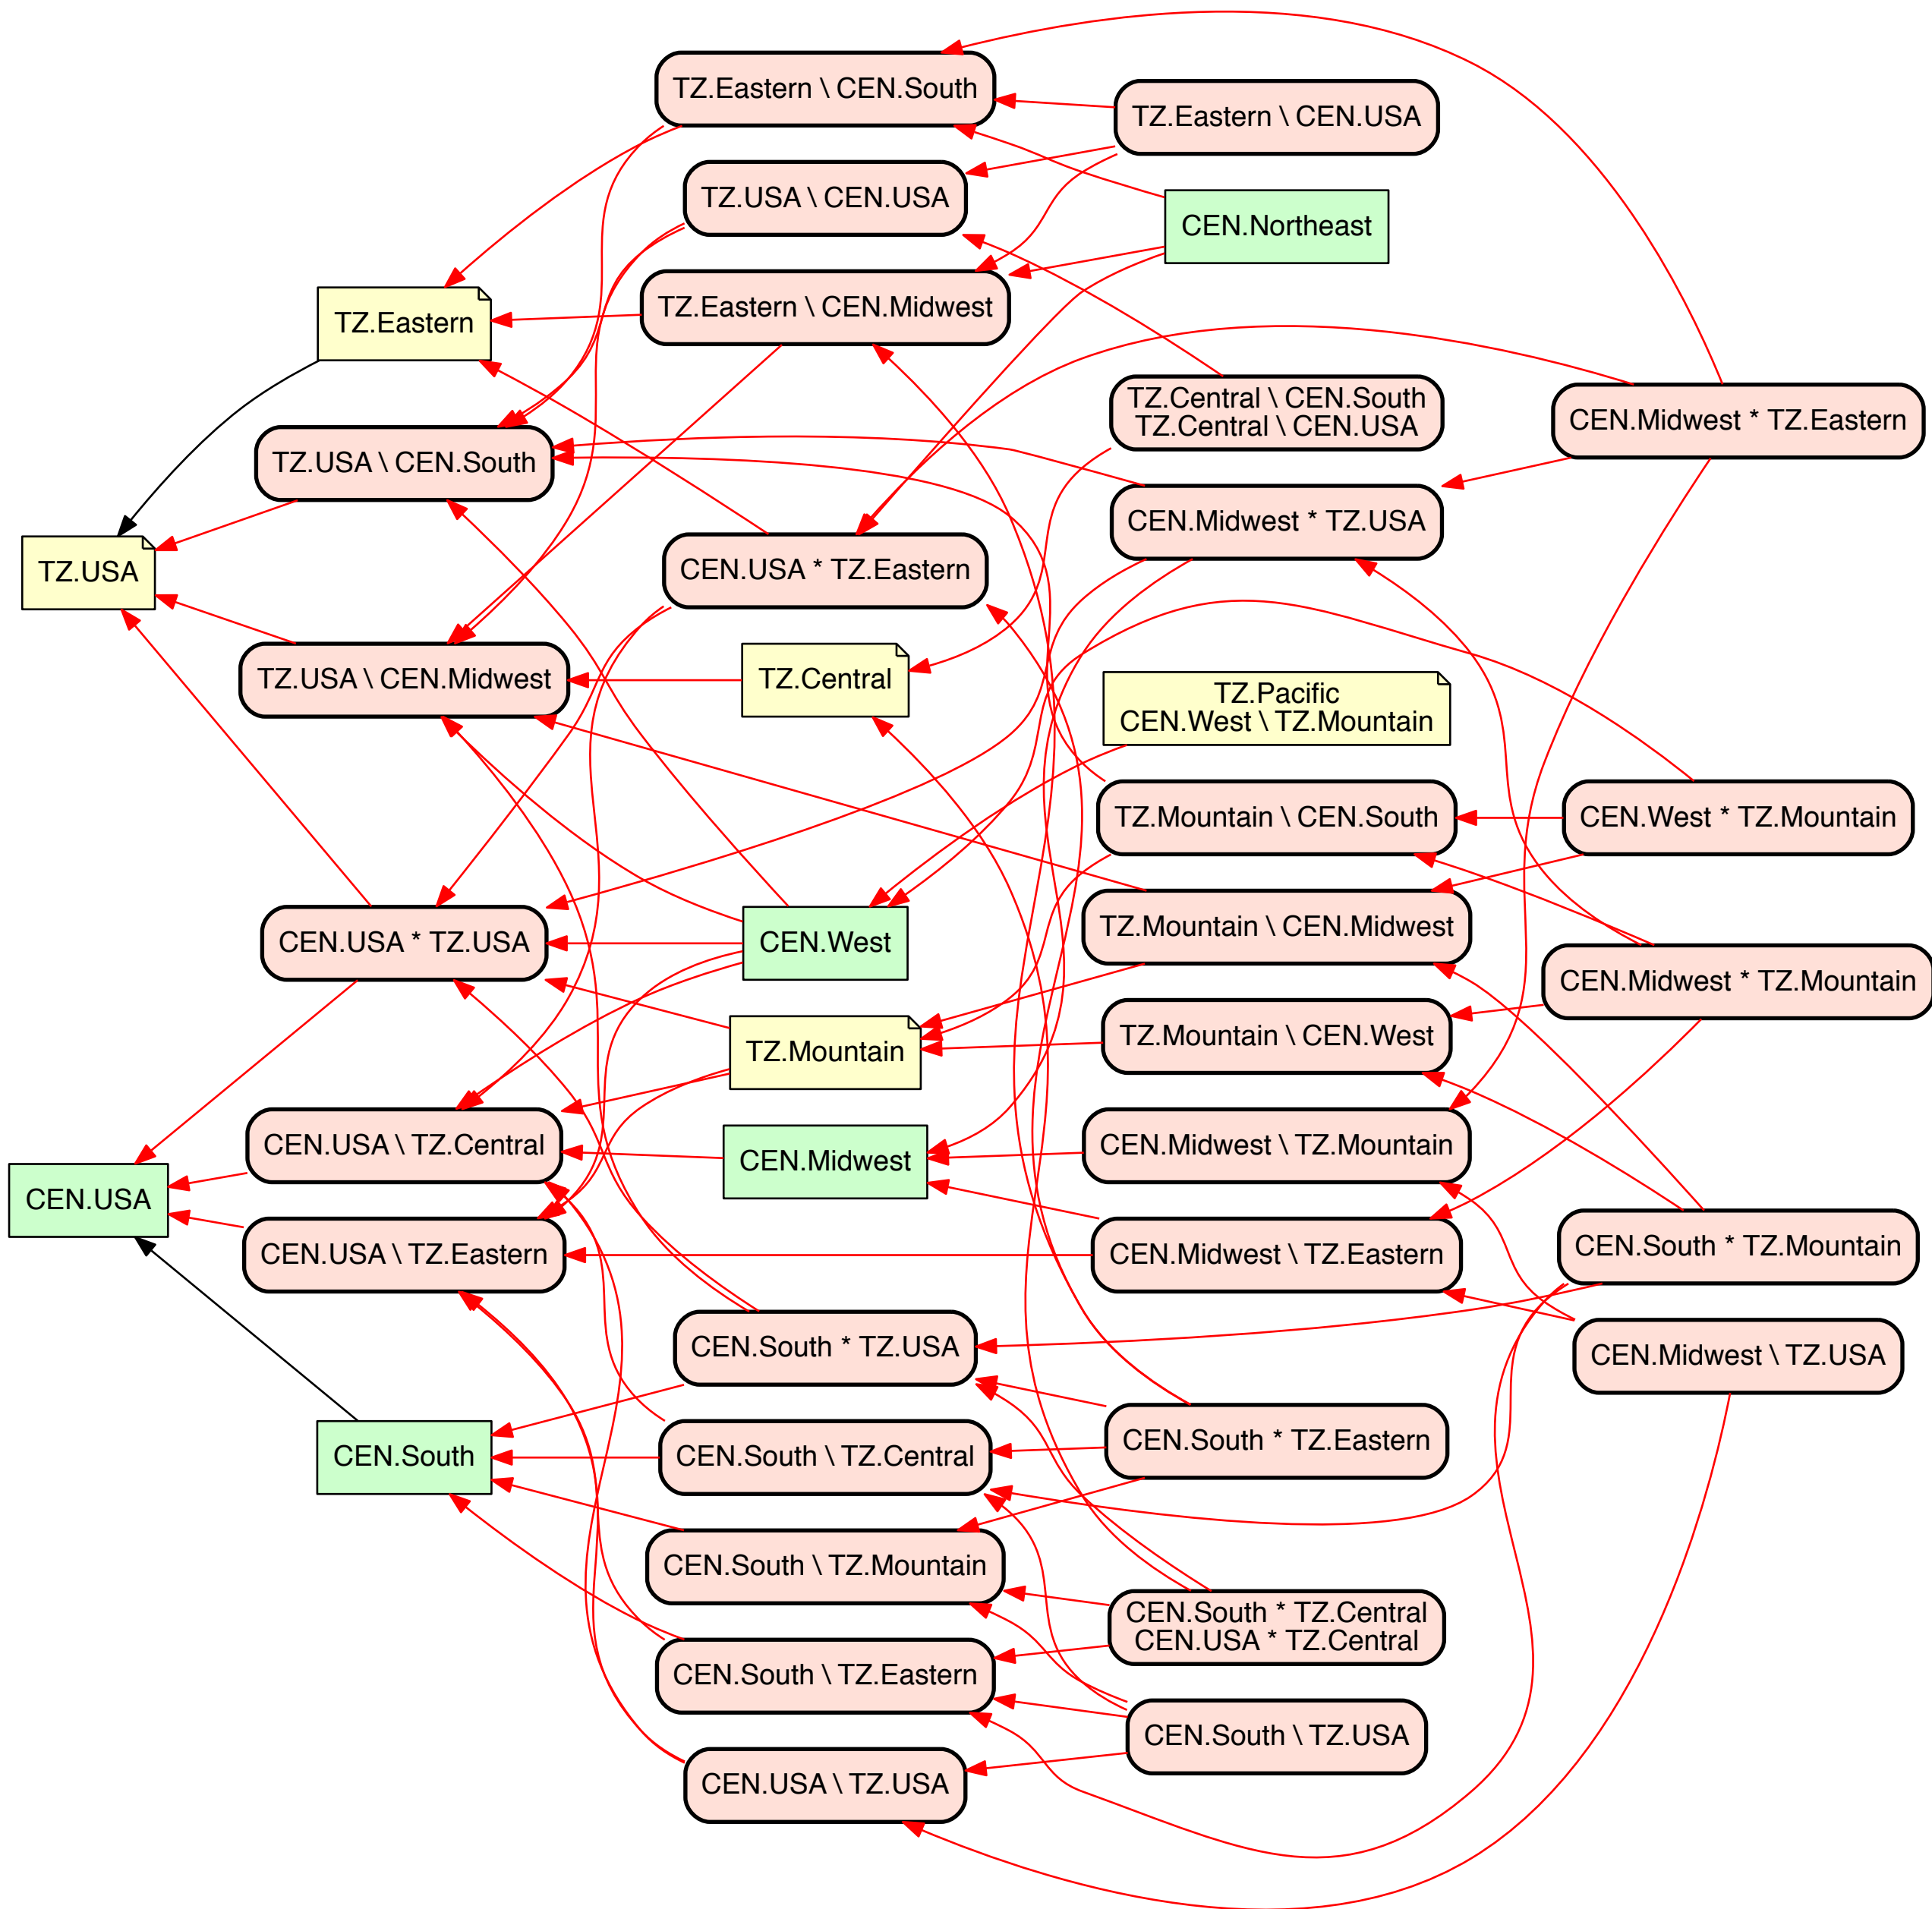 TZ.Eastern \ CEN.South
TZ.Eastern \ CEN.USA
TZ.USA \ CEN.USA
CEN.Northeast
TZ.Eastern \ CEN.Midwest
TZ.Eastern
TZ.Central \ CEN.South
TZ.Central \ CEN.USA
CEN.Midwest * TZ.Eastern
TZ.USA \ CEN.South
CEN.Midwest * TZ.USA
TZ.USA
CEN.USA * TZ.Eastern
TZ.USA \ CEN.Midwest
TZ.Central
TZ.Pacific
CEN.West \ TZ.Mountain
TZ.Mountain \ CEN.South
CEN.West * TZ.Mountain
CEN.USA * TZ.USA
CEN.West
TZ.Mountain \ CEN.Midwest
CEN.Midwest * TZ.Mountain
TZ.Mountain
TZ.Mountain \ CEN.West
CEN.USA \ TZ.Central
CEN.Midwest
CEN.Midwest \ TZ.Mountain
CEN.USA
CEN.USA \ TZ.Eastern
CEN.Midwest \ TZ.Eastern
CEN.South * TZ.Mountain
CEN.South * TZ.USA
CEN.Midwest \ TZ.USA
CEN.South
CEN.South \ TZ.Central
CEN.South * TZ.Eastern
CEN.South \ TZ.Mountain
CEN.South * TZ.Central
CEN.USA * TZ.Central
CEN.South \ TZ.Eastern
CEN.South \ TZ.USA
CEN.USA \ TZ.USA